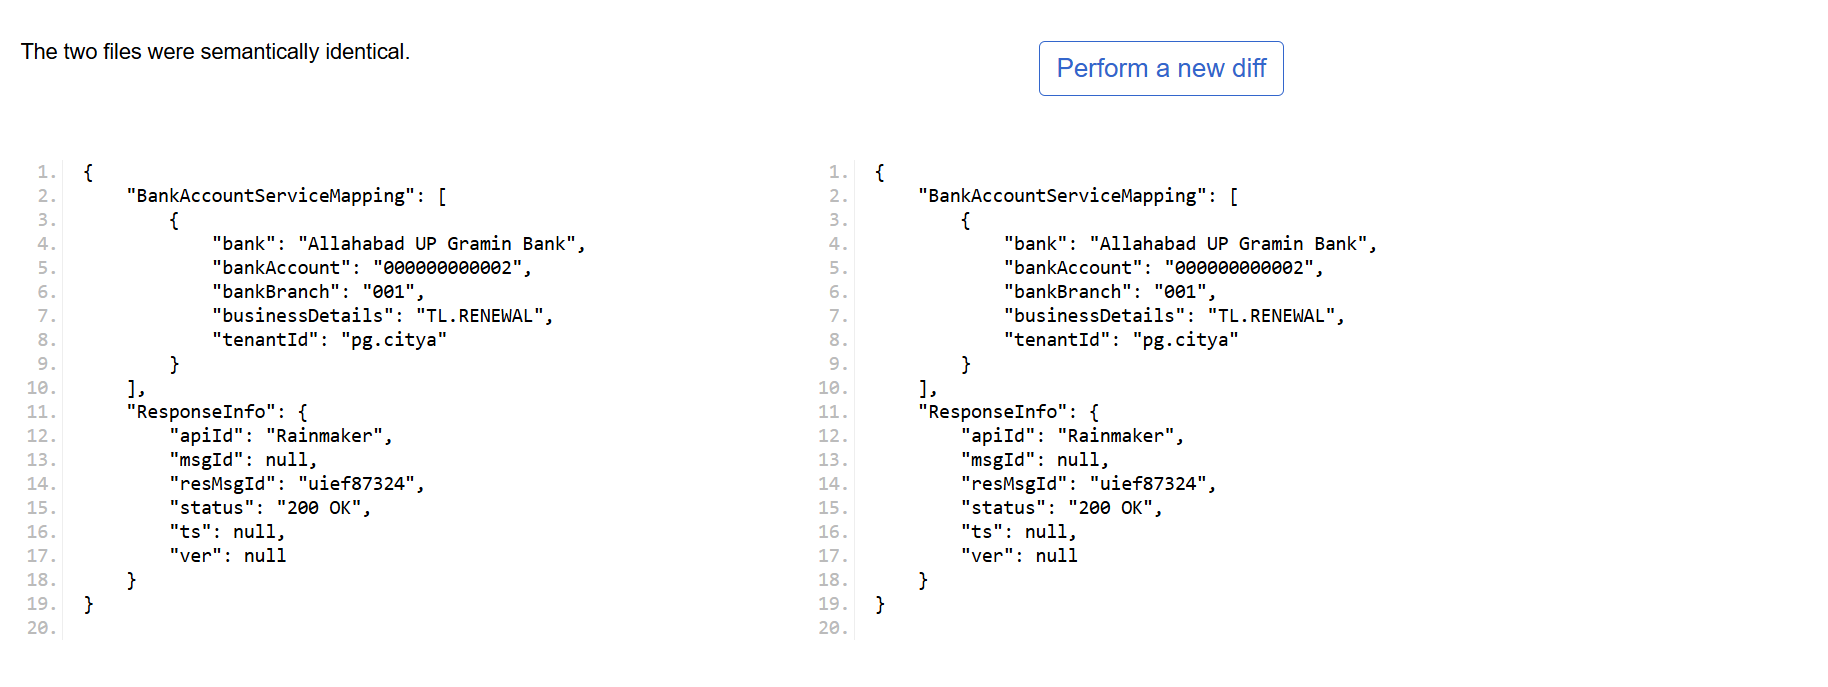 The two files were semantically identical.
Perform a new diff
1. {
2.     "BankAccountServiceMapping": [
3.         {
4.             "bank": "Allahabad UP Gramin Bank",
5.             "bankAccount": "000000000002",
6.             "bankBranch": "001",
7.             "businessDetails": "TL.RENEWAL",
8.             "tenantId": "pg.citya"
9.         }
10.     ],
11.     "ResponseInfo": {
12.         "apiId": "Rainmaker",
13.         "msgId": null,
14.         "resMsgId": "uief87324",
15.         "status": "200 OK",
16.         "ts": null,
17.         "ver": null
18.     }
19. }
20.
1. {
2.     "BankAccountServiceMapping": [
3.         {
4.             "bank": "Allahabad UP Gramin Bank",
5.             "bankAccount": "000000000002",
6.             "bankBranch": "001",
7.             "businessDetails": "TL.RENEWAL",
8.             "tenantId": "pg.citya"
9.         }
10.     ],
11.     "ResponseInfo": {
12.         "apiId": "Rainmaker",
13.         "msgId": null,
14.         "resMsgId": "uief87324",
15.         "status": "200 OK",
16.         "ts": null,
17.         "ver": null
18.     }
19. }
20.